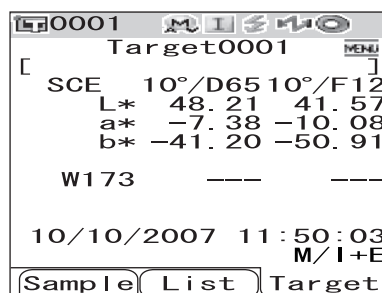 0001 M I
Target0001 MENU
[ ]
SCE 10°/D65 10°/F12
L* 48.21 41.57
a* -7.38 -10.08
b* -41.20 -50.91
W173 --- ---
10/10/2007 11:50:03
M/I+E
Sample List Target